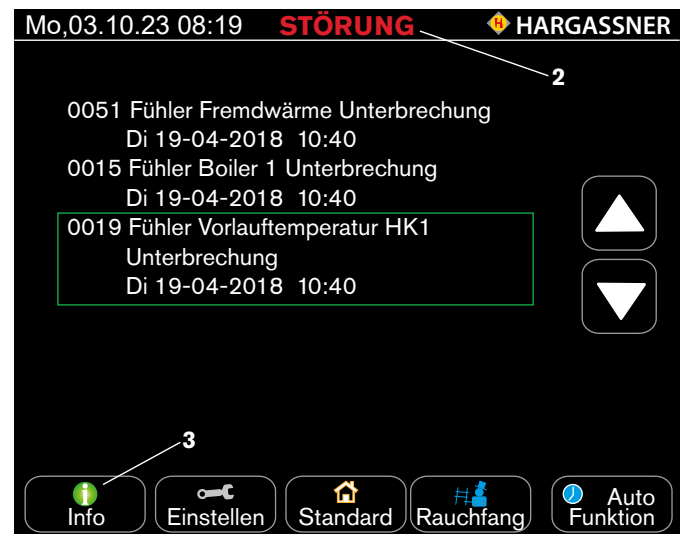 Mo,03.10.23 08:19 STÖRUNG HARGASSNER
2
0051 Fühler Fremdwärme Unterbrechung
Di 19-04-2018 10:40
0015 Fühler Boiler 1 Unterbrechung
Di 19-04-2018 10:40
0019 Fühler Vorlauftemperatur HK1
Unterbrechung
Di 19-04-2018 10:40
3
Info Einstellen Standard Rauchfang Auto
Funktion